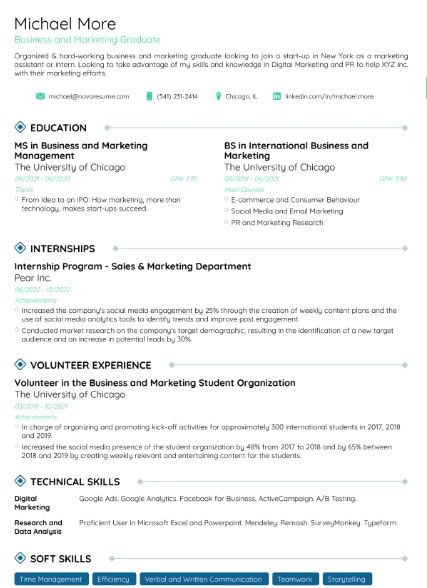 Michael More
Business and Marketing Graduate
Organized & hard-working business and marketing graduate looking to join a start-up in New York as a marketing
assistant or intern. Looking to take advantage of my skills and knowledge in Digital Marketing and PR to help XYZ Inc.
with their marketing efforts.
michael@novoresume.com (541) 231-2414 Chicago, IL linkedin.com/in/michael.more
EDUCATION
MS in Business and Marketing
Management
The University of Chicago
09/2021 - 06/2023 GPA: 3.95
Thesis
From Idea to an IPO: How marketing, more than
technology, makes start-ups succeed.
BS in International Business and
Marketing
The University of Chicago
09/2018 - 06/2021 GPA: 3.90
Main Courses
E-commerce and Consumer Behaviour
Social Media and Email Marketing
PR and Marketing Research
INTERNSHIPS
Internship Program - Sales & Marketing Department
Pear Inc.
06/2022 - 12/2022
Achievements
Increased the company's social media engagement by 25% through the creation of weekly content plans and the
use of social media analytics tools to identify trends and improve post engagement.
Conducted market research on the company's target demographic, resulting in the identification of a new target
audience and an increase in potential leads by 30%.
VOLUNTEER EXPERIENCE
Volunteer in the Business and Marketing Student Organization
The University of Chicago
03/2018 - 10/2021
Achievements
In charge of organizing and promoting kick-off activities for approximately 300 international students in 2017, 2018
and 2019.
Increased the social media presence of the student organization by 48% from 2017 to 2018 and by 65% between
2018 and 2019 by creating weekly relevant and entertaining content for the students.
TECHNICAL SKILLS
Digital
Marketing
Google Ads. Google Analytics. Facebook for Business. ActiveCampaign. A/B Testing.
Research and
Data Analysis
Proficient User in Microsoft Excel and Powerpoint. Mendeley. Remash. SurveyMonkey. Typeform.
SOFT SKILLS
Time Management Efficiency Verbal and Written Communication Teamwork Storytelling